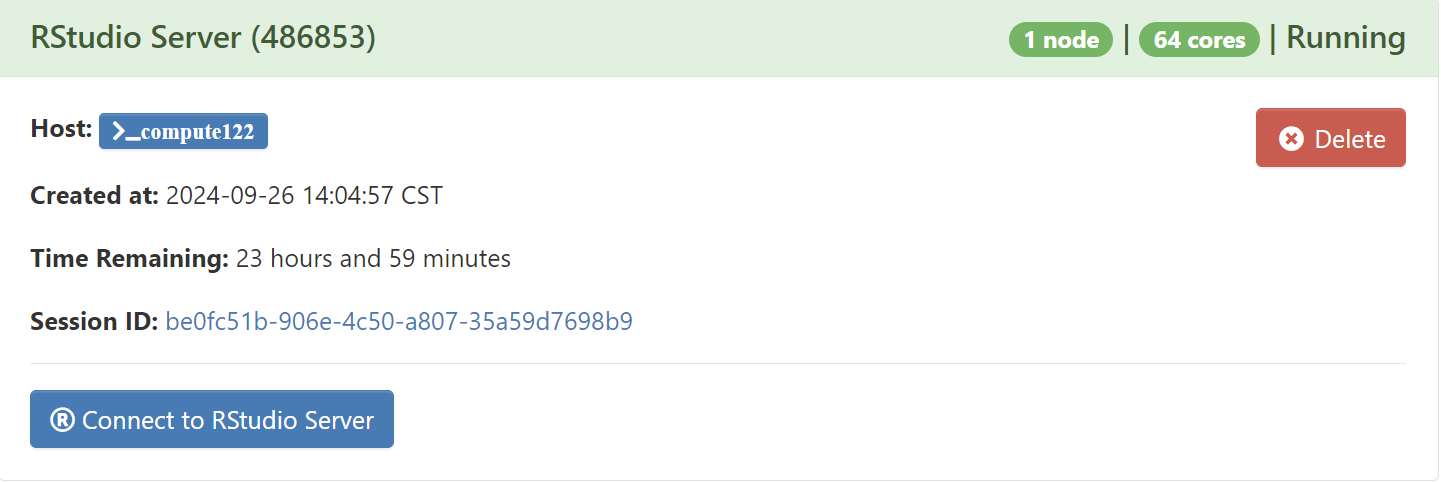 RStudio Server (486853) 1 node | 64 cores | Running
Host: >_compute122 Delete
Created at: 2024-09-26 14:04:57 CST
Time Remaining: 23 hours and 59 minutes
Session ID: be0fc51b-906e-4c50-a807-35a59d7698b9
® Connect to RStudio Server